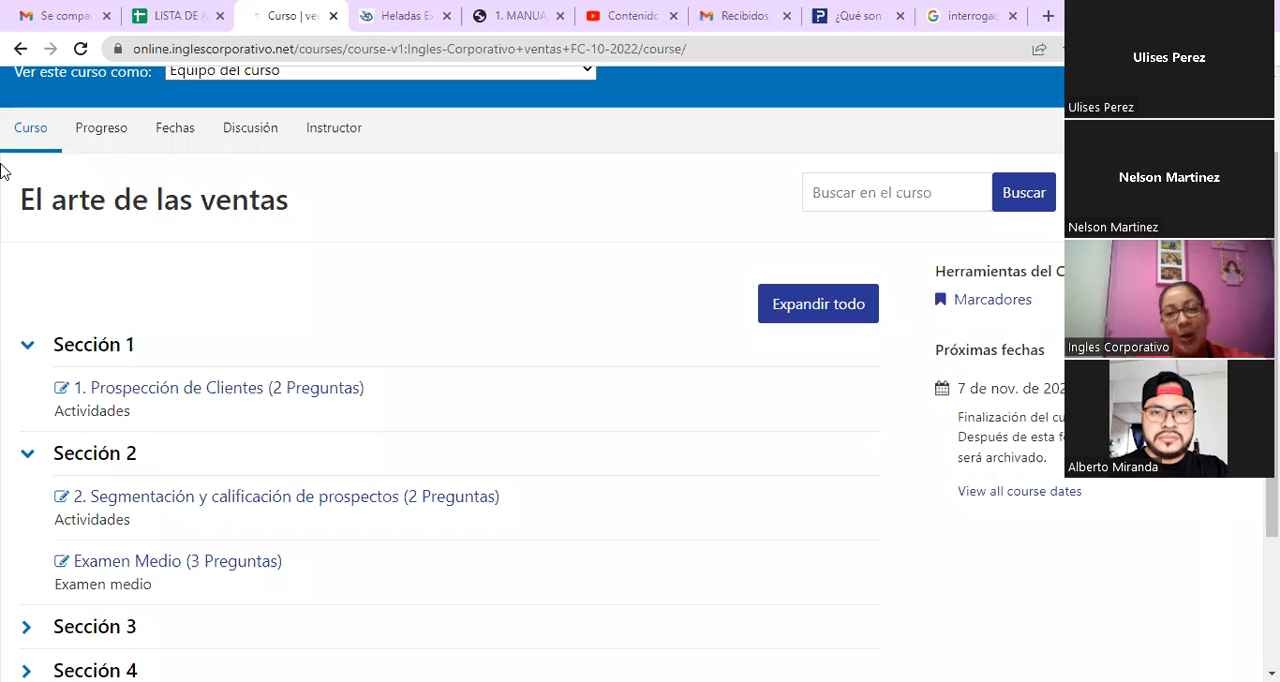 Se compar
LISTA DE A
Curso | ve
Heladas E
1. MANUA
Contenido
Recibidos
¿Qué son
interrogac
online.inglescorporativo.net/courses/course-v1:Ingles-Corporativo+ventas+FC-10-2022/course/
Ver este curso como: Equipo del curso
Curso Progreso Fechas Discusión Instructor
El arte de las ventas
Buscar en el curso Buscar
Expandir todo
Sección 1
1. Prospección de Clientes (2 Preguntas)
Actividades
Sección 2
2. Segmentación y calificación de prospectos (2 Preguntas)
Actividades
Examen Medio (3 Preguntas)
Examen medio
Sección 3
Sección 4
Herramientas del C
Marcadores
Próximas fechas
7 de nov. de 202
Finalización del cu
Después de esta f
será archivado.
View all course dates
Ulises Perez
Ulises Perez
Nelson Martinez
Nelson Martinez
Ingles Corporativo
Alberto Miranda